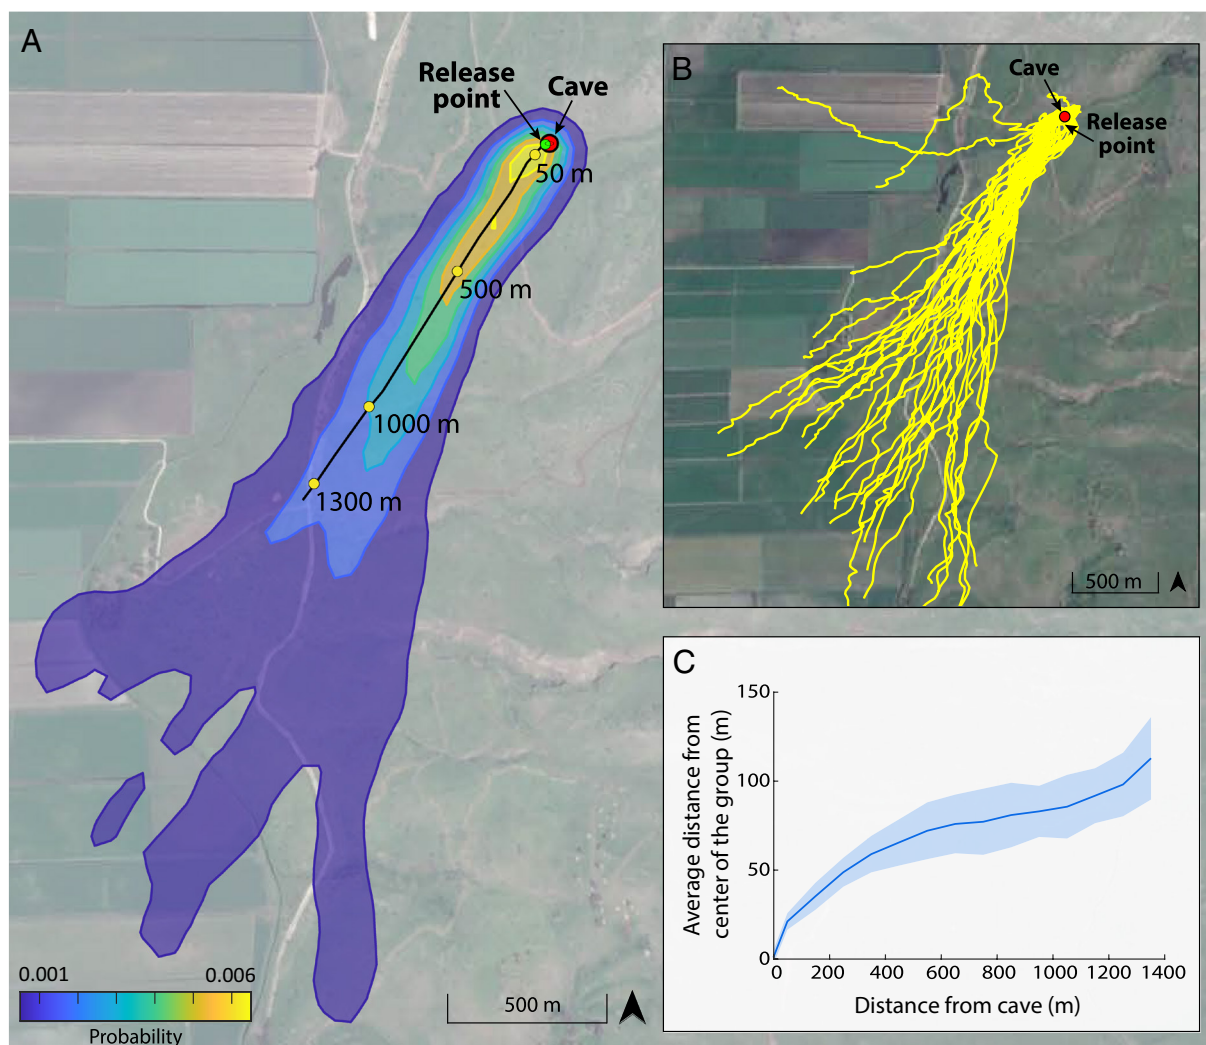 A
Release
point
Cave
50 m
500 m
1000 m
1300 m
0.001
0.006
Probability
500 m
B
Cave
Release
point
500 m
C
Average distance from
center of the group (m)
150
100
50
0
0
200
400
600
800
1000
1200
1400
Distance from cave (m)